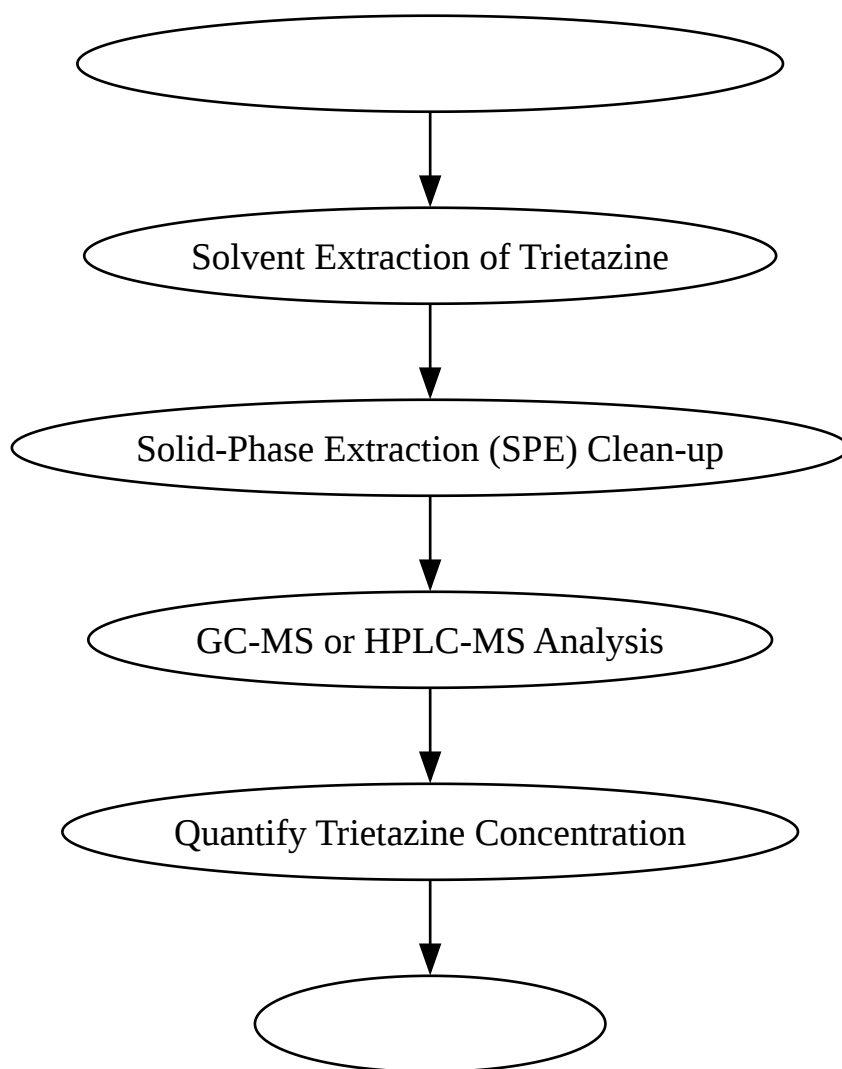 Solvent Extraction of Trietazine
Solid-Phase Extraction (SPE) Clean-up
GC-MS or HPLC-MS Analysis
Quantify Trietazine Concentration